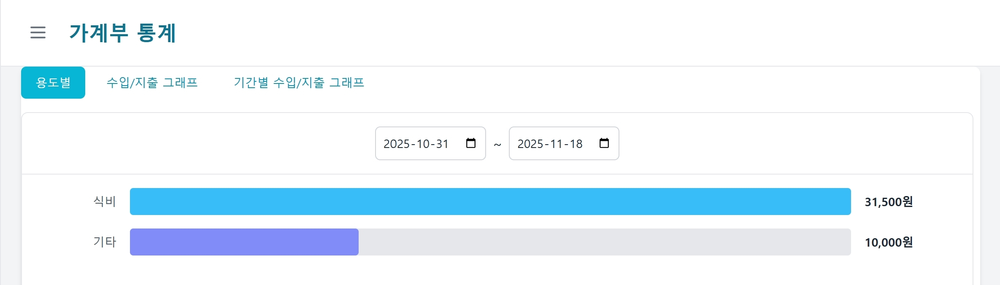 가계부 통계
용도별 수입/지출 그래프 기간별 수입/지출 그래프
2025-10-31 ~ 2025-11-18
식비 31,500원
기타 10,000원